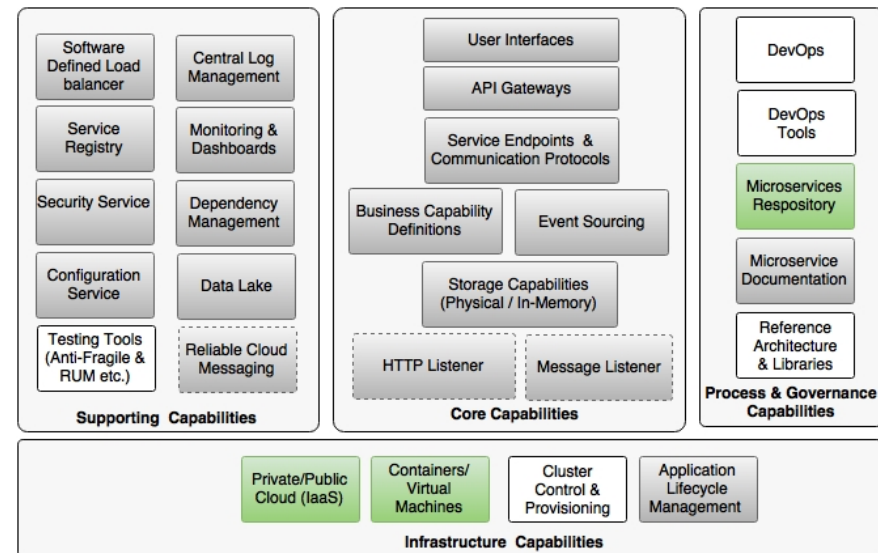 Software
Defined Load
balancer
Central Log
Management
Service
Registry
Monitoring &
Dashboards
Security Service
Dependency
Management
Configuration
Service
Data Lake
Testing Tools
(Anti-Fragile &
RUM etc.)
Reliable Cloud
Messaging
Supporting Capabilities
User Interfaces
API Gateways
Service Endpoints &
Communication Protocols
Business Capability
Definitions
Event Sourcing
Storage Capabilities
(Physical / In-Memory)
HTTP Listener
Message Listener
Core Capabilities
DevOps
DevOps
Tools
Microservices
Respository
Microservice
Documentation
Reference
Architecture
& Libraries
Process & Governance
Capabilities
Private/Public
Cloud (IaaS)
Containers/
Virtual
Machines
Cluster
Control &
Provisioning
Application
Lifecycle
Management
Infrastructure Capabilities